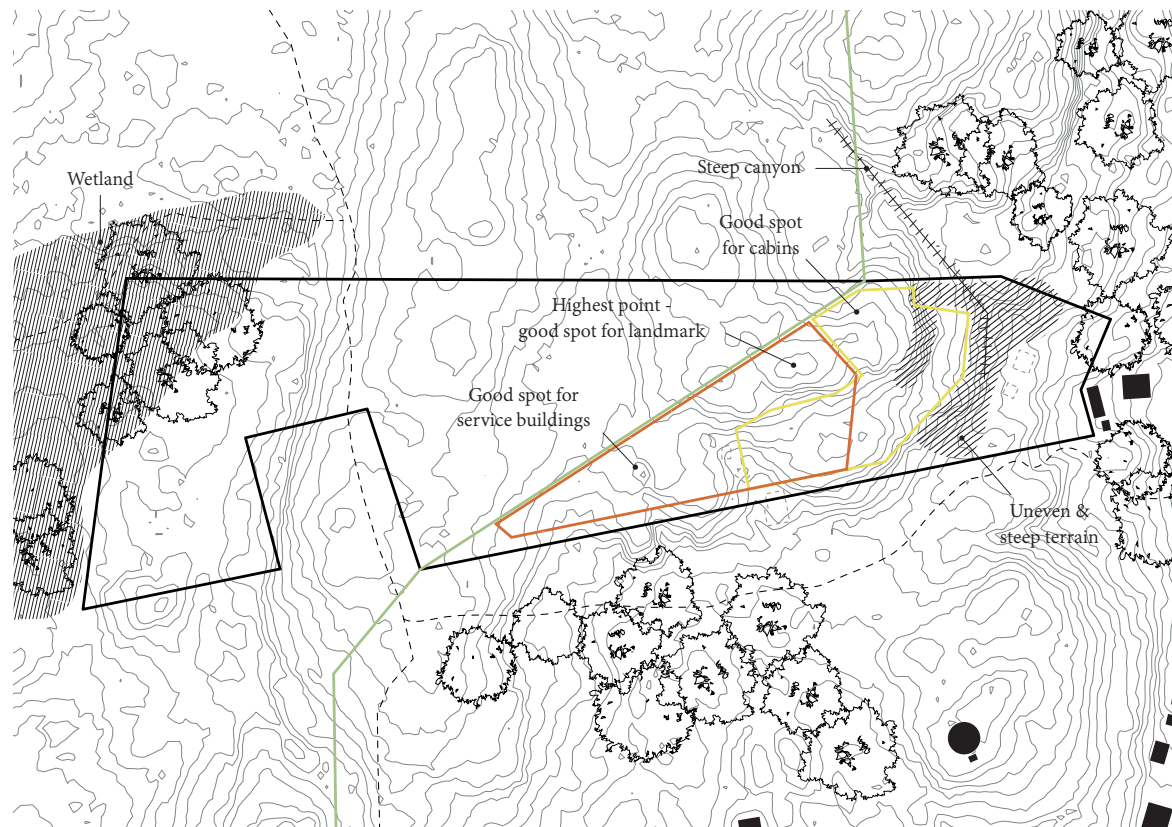 Wetland
Steep canyon
Good spot
for cabins
Highest point -
good spot for landmark
Good spot for
service buildings
Uneven &
steep terrain